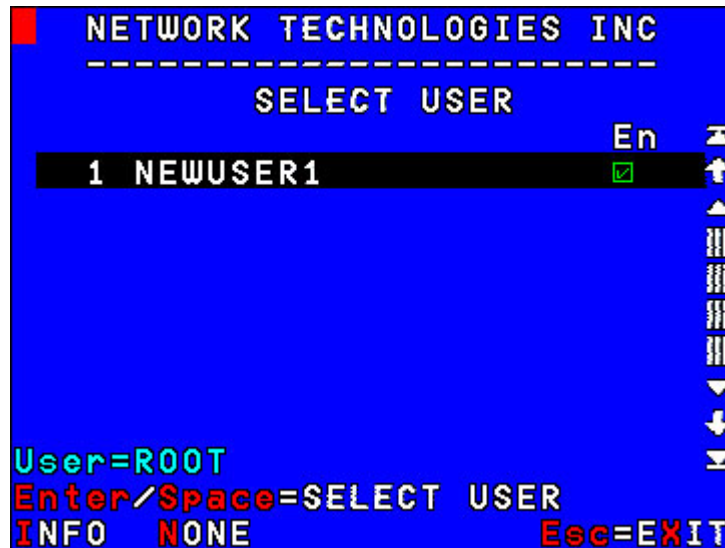 NETWORK TECHNOLOGIES INC
--------------------------
SELECT USER
En
1 NEWUSER1
User=ROOT
Enter/Space=SELECT USER
INFO NONE Esc=EXIT